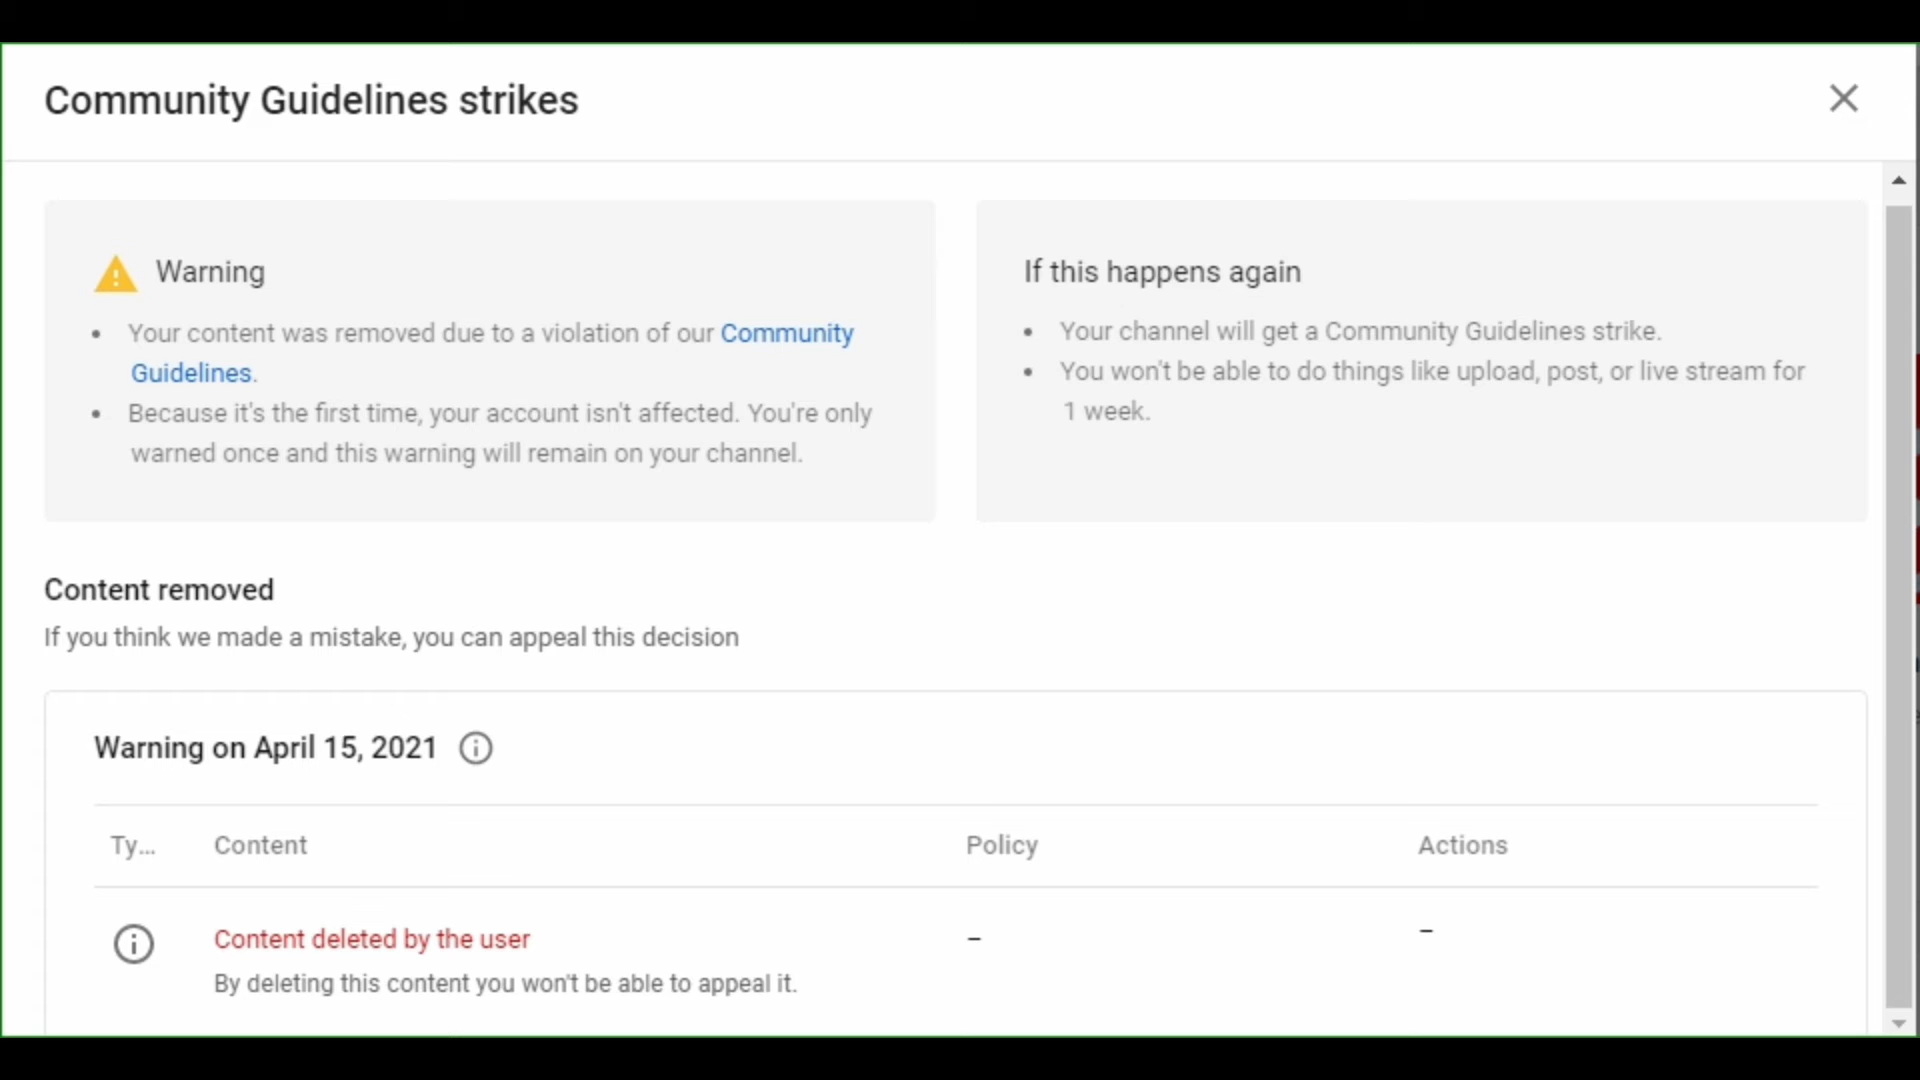 Community Guidelines strikes
Warning
Your content was removed due to a violation of our Community
Guidelines.
Because it's the first time, your account isn't affected. You're only
warned once and this warning will remain on your channel.
If this happens again
Your channel will get a Community Guidelines strike.
You won't be able to do things like upload, post, or live stream for
1 week.
Content removed
If you think we made a mistake, you can appeal this decision
Warning on April 15, 2021
Ty... Content Policy Actions
Content deleted by the user – –
By deleting this content you won't be able to appeal it.